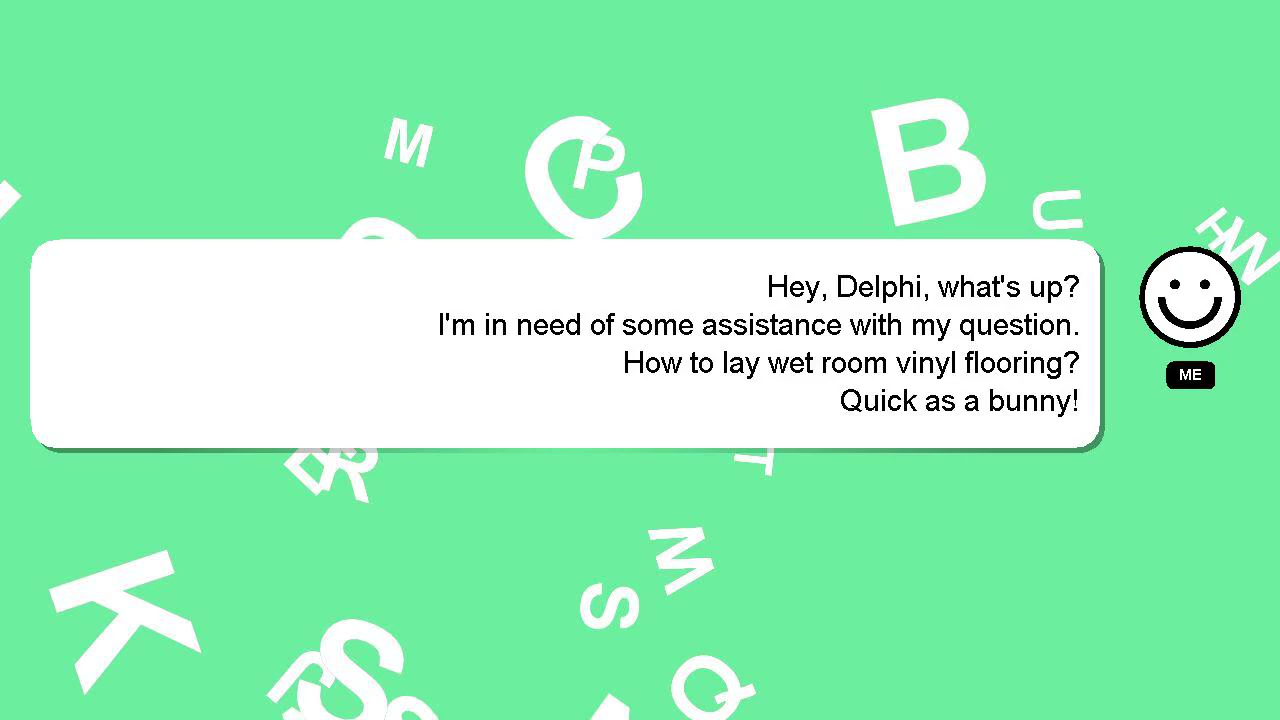 M
C
P
B
U
H
W
Hey, Delphi, what's up?
I'm in need of some assistance with my question.
How to lay wet room vinyl flooring?
Quick as a bunny!
ME
R
T
K
M
S
S
Q